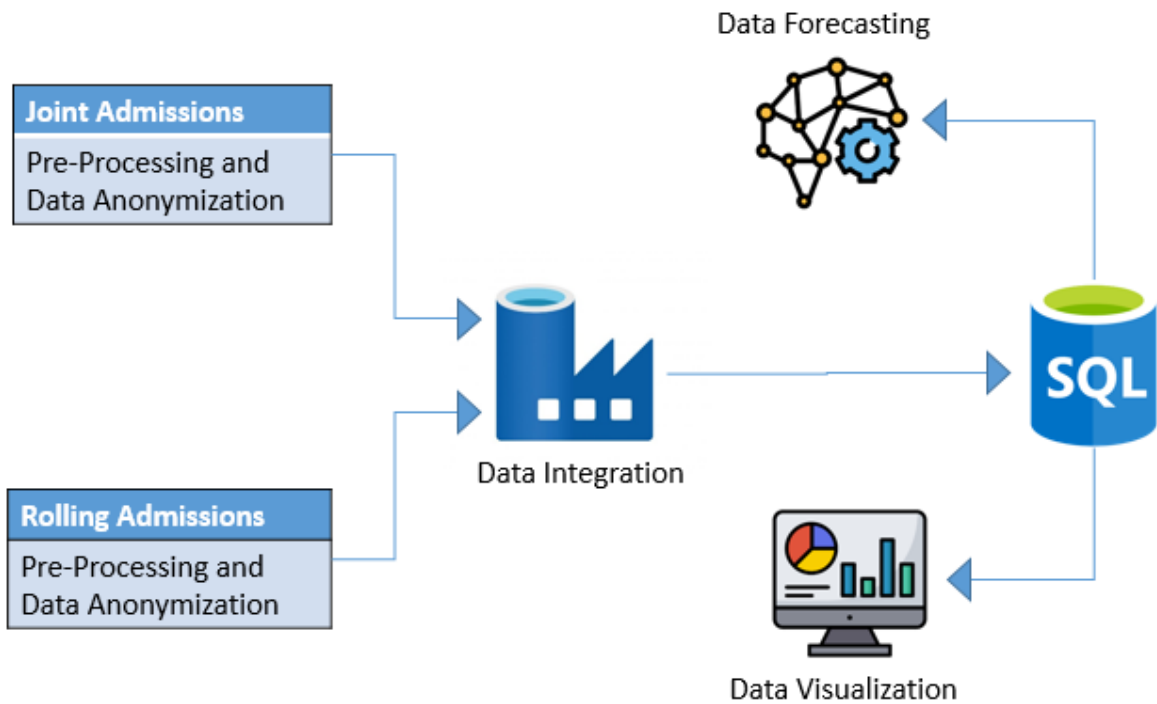 Data Forecasting
Joint Admissions
Pre-Processing and
Data Anonymization
SQL
Data Integration
Rolling Admissions
Pre-Processing and
Data Anonymization
Data Visualization